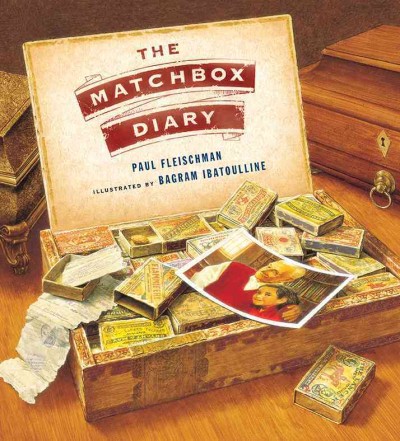 THE
MATCHBOX
DIARY
PAUL FLEISCHMAN
ILLUSTRATED BY BAGRAM IBATOULLINE